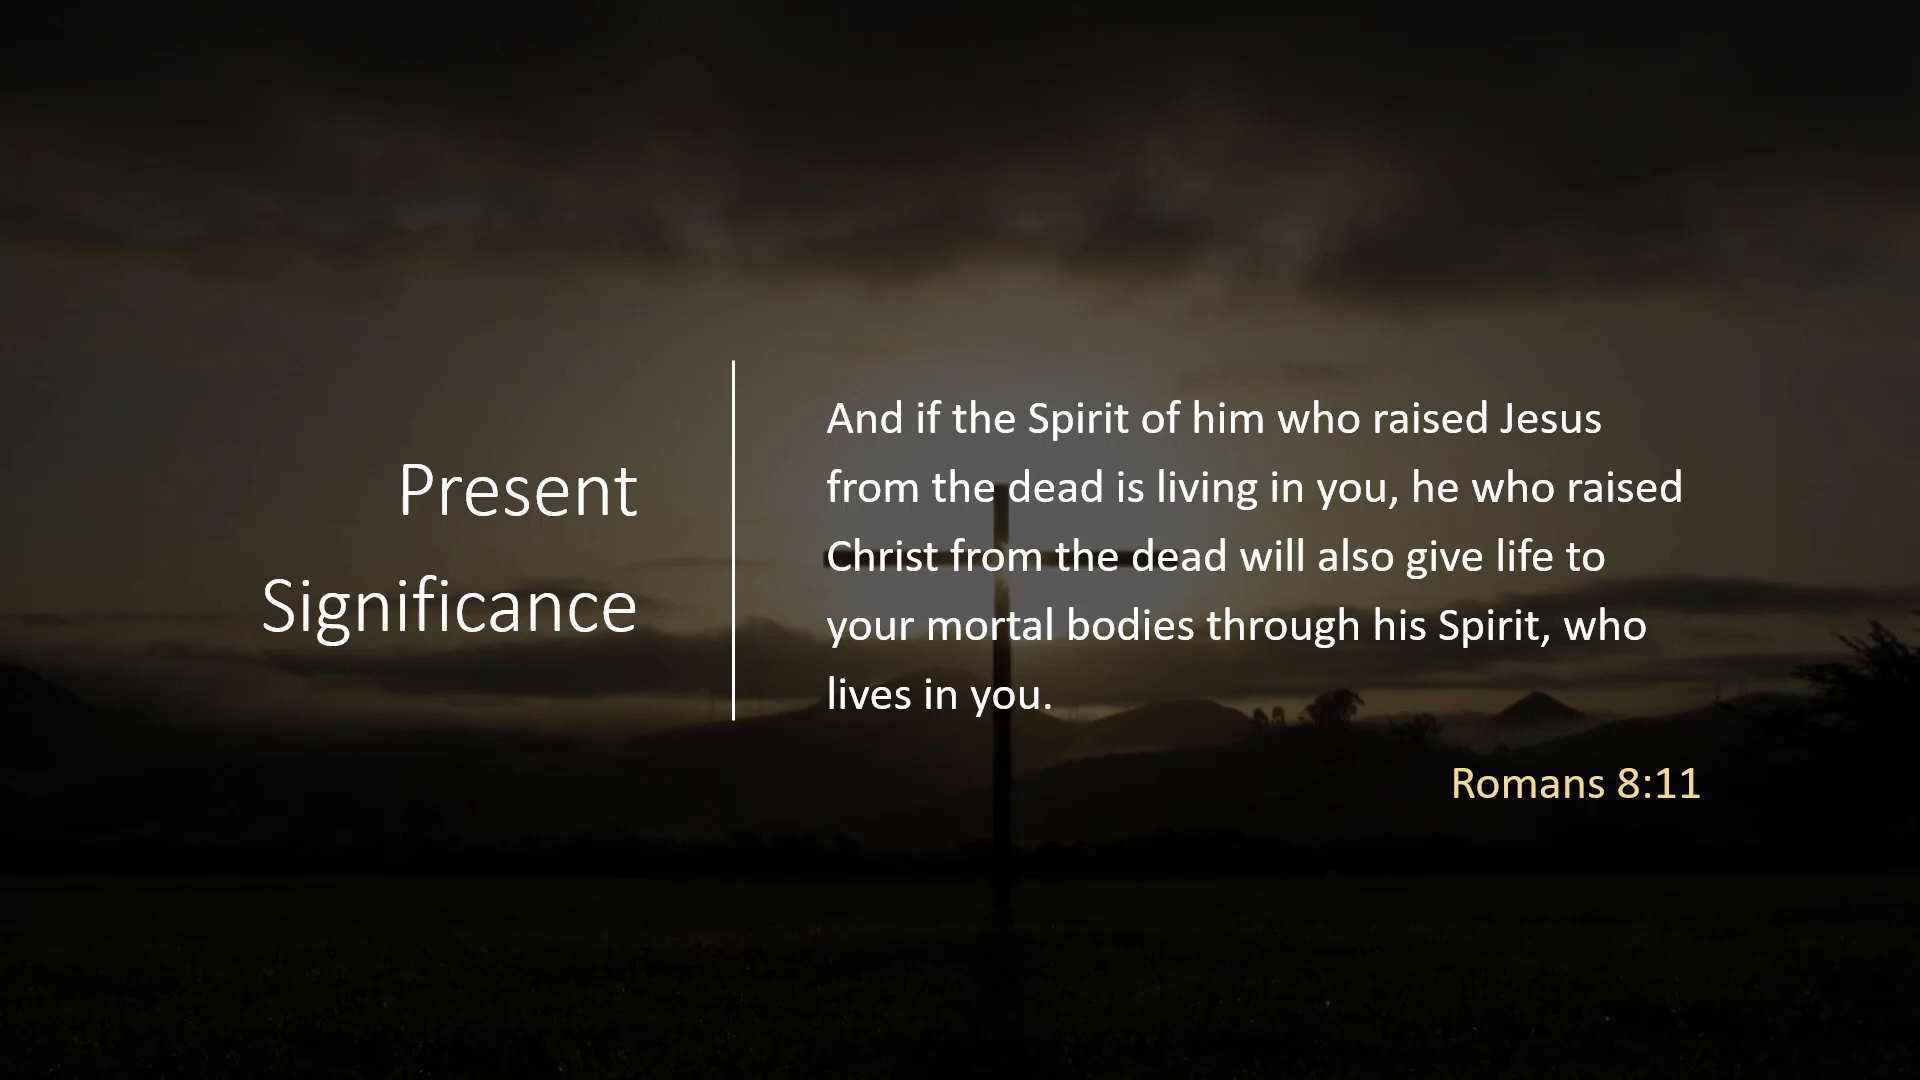 Present
Significance
And if the Spirit of him who raised Jesus
from the dead is living in you, he who raised
Christ from the dead will also give life to
your mortal bodies through his Spirit, who
lives in you.
Romans 8:11